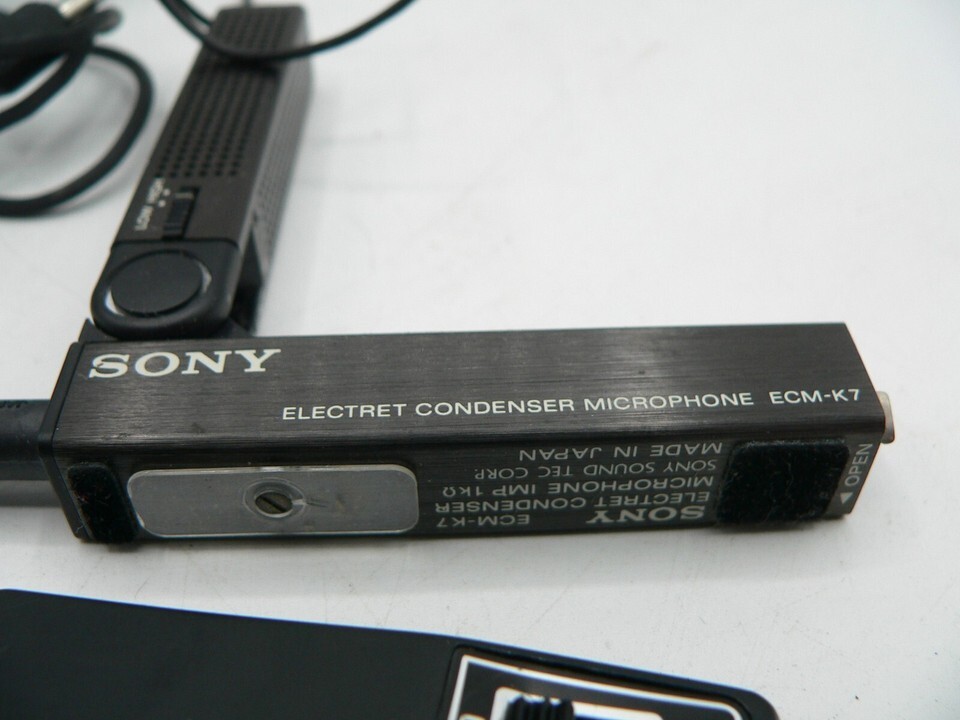 SONY
ELECTRET CONDENSER MICROPHONE ECM-K7
OPEN
SONY ECM-K7
ELECTRET CONDENSER
MICROPHONE IMP 1kΩ
SONY SOUND TEC CORP.
MADE IN JAPAN